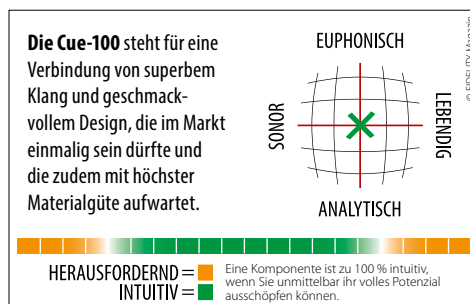 Die Cue-100 steht für eine
Verbindung von superbem
Klang und geschmack-
vollem Design, die im Markt
einmalig sein dürfte und
die zudem mit höchster
Materialgüte aufwartet.
EUPHONISCH
SONOR
LEBENDIG
ANALYTISCH
© FIDELITY Magazin
HERAUSFORDERND =
INTUITIV =
Eine Komponente ist zu 100 % intuitiv,
wenn Sie unmittelbar ihr volles Potenzial
ausschöpfen können.